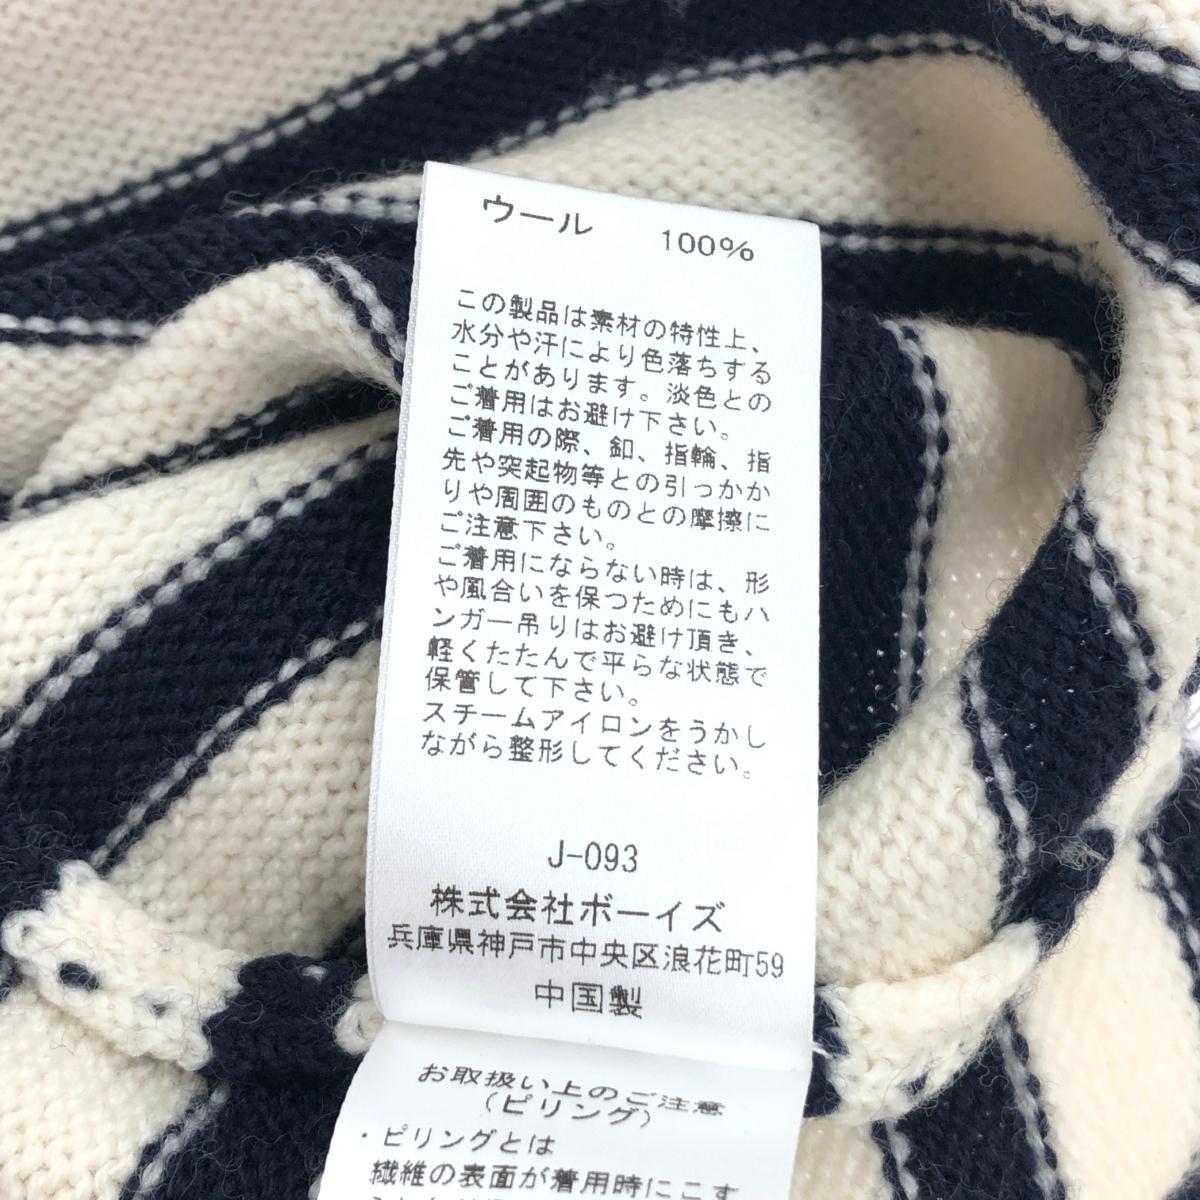 ウール 100%
この製品は素材の特性上、
水分や汗により色落ちする
ことがあります。淡色との
ご着用はお避け下さい。
ご着用の際、釦、指輪、指
先や突起物等との引っかか
りや周囲のものとの摩擦に
ご注意下さい。
ご着用にならない時は、形
や風合いを保つためにもハ
ンガー吊りはお避け頂き、
軽くたたんで平らな状態で
保管して下さい。
スチームアイロンをうかし
ながら整形してください。
J-093
株式会社ボーイズ
兵庫県神戸市中央区浪花町59
中国製
お取扱い上のご注意
(ピリング)
・ピリングとは
繊維の表面が着用時にこす